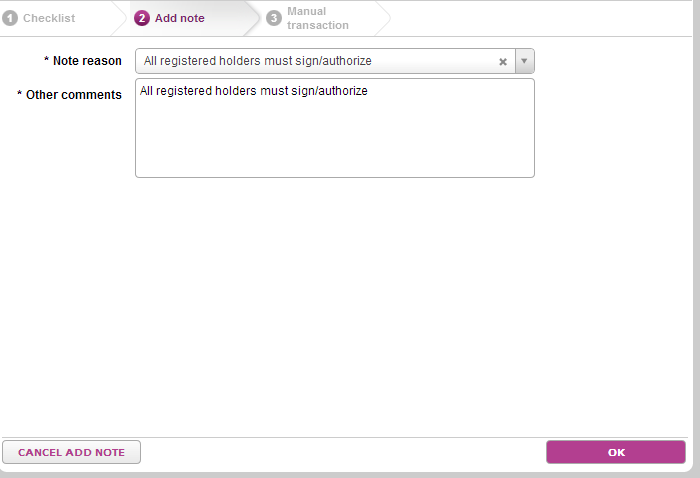 1 Checklist
2 Add note
3 Manual
transaction
* Note reason All registered holders must sign/authorize
* Other comments All registered holders must sign/authorize
CANCEL ADD NOTE OK